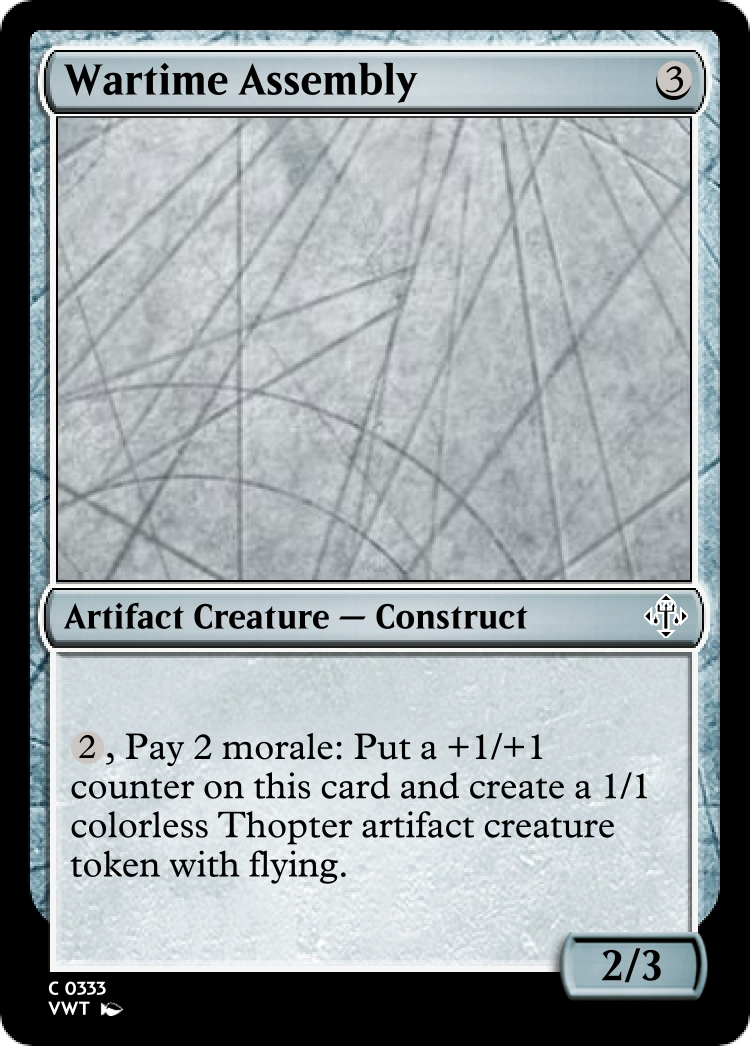 Wartime Assembly 3
Artifact Creature — Construct
2, Pay 2 morale: Put a +1/+1
counter on this card and create a 1/1
colorless Thopter artifact creature
token with flying.
2/3
C 0333
VWT